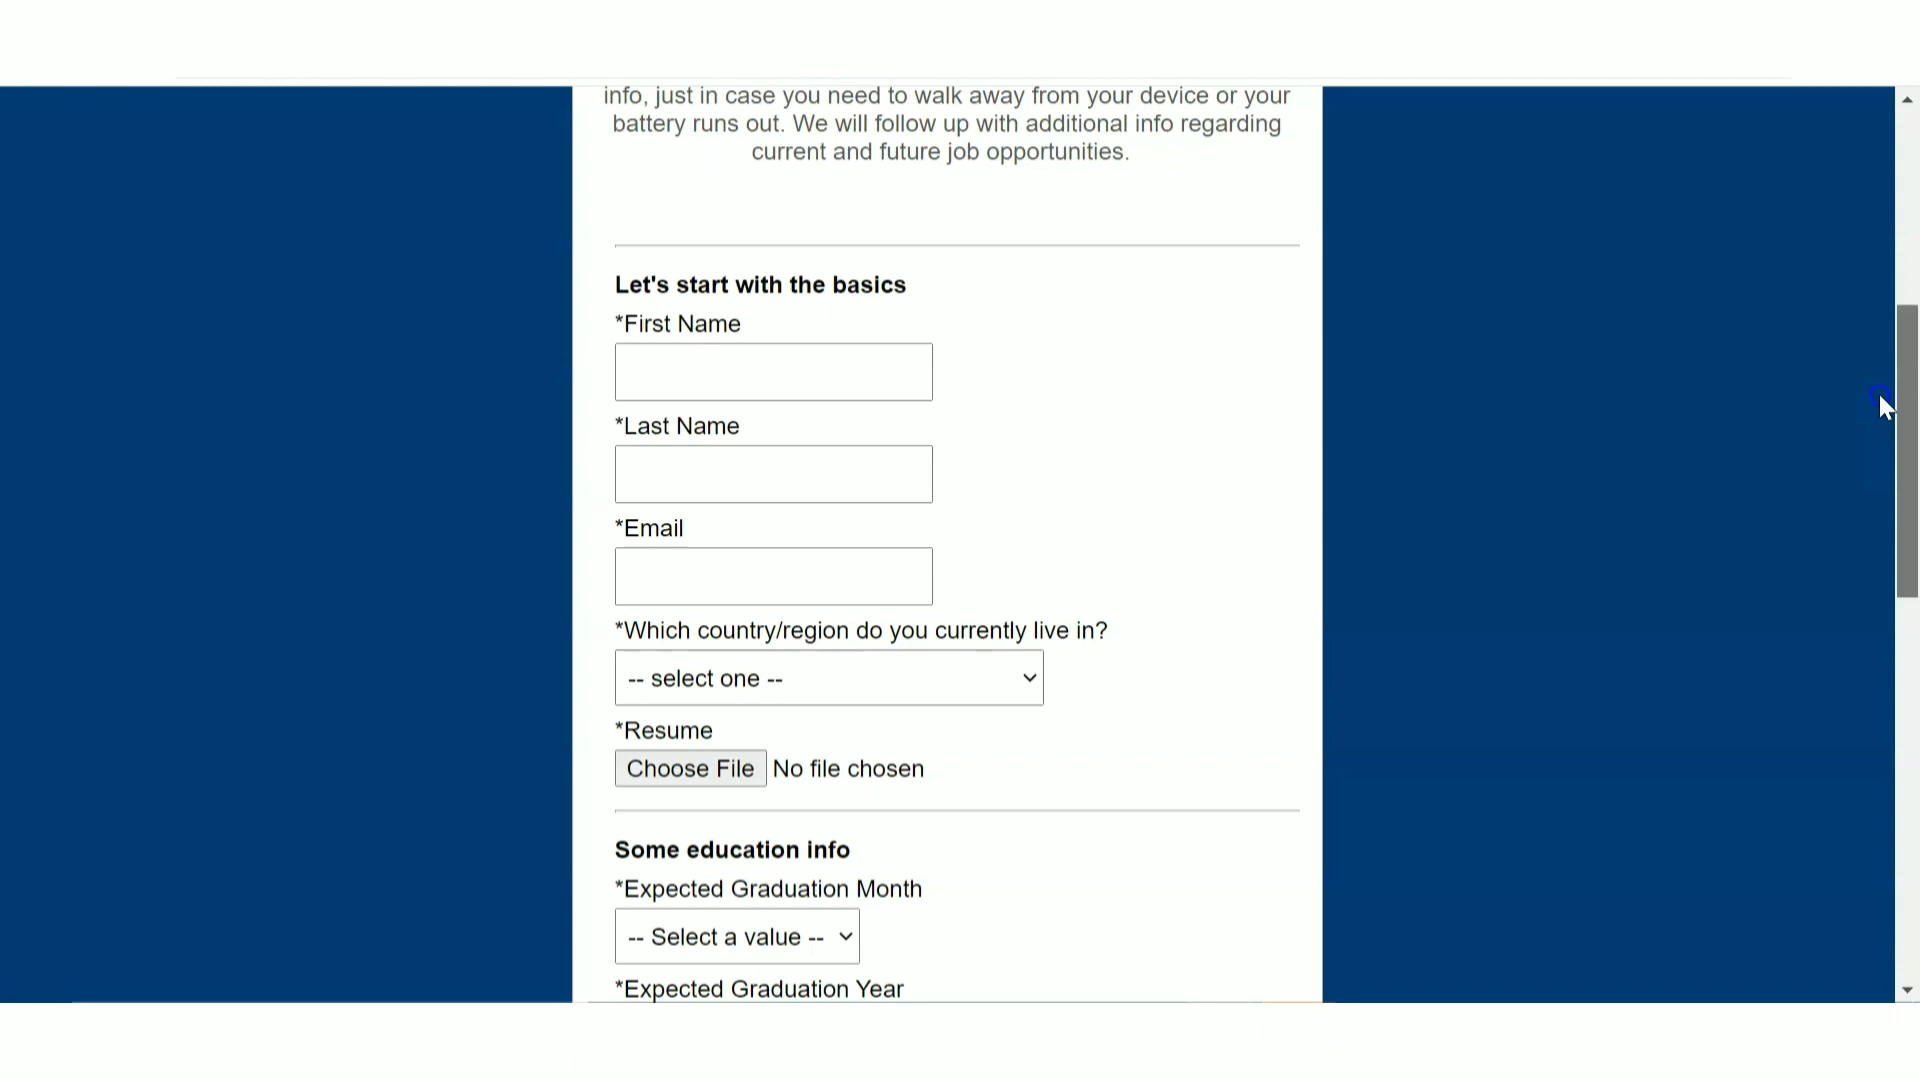 info, just in case you need to walk away from your device or your
battery runs out. We will follow up with additional info regarding
current and future job opportunities.
Let's start with the basics
*First Name
*Last Name
*Email
*Which country/region do you currently live in?
-- select one --
*Resume
Choose File No file chosen
Some education info
*Expected Graduation Month
-- Select a value --
*Expected Graduation Year